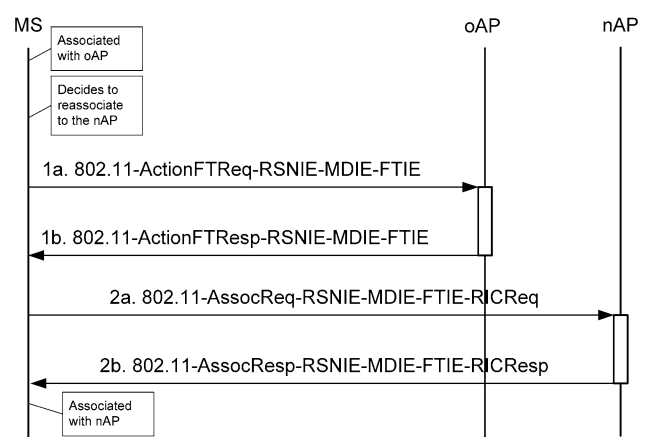 MS oAP nAP
Associated
with oAP
Decides to
reassociate
to the nAP
1a. 802.11-ActionFTReq-RSNIE-MDIE-FTIE
1b. 802.11-ActionFTResp-RSNIE-MDIE-FTIE
2a. 802.11-AssocReq-RSNIE-MDIE-FTIE-RICReq
2b. 802.11-AssocResp-RSNIE-MDIE-FTIE-RICResp
Associated
with nAP